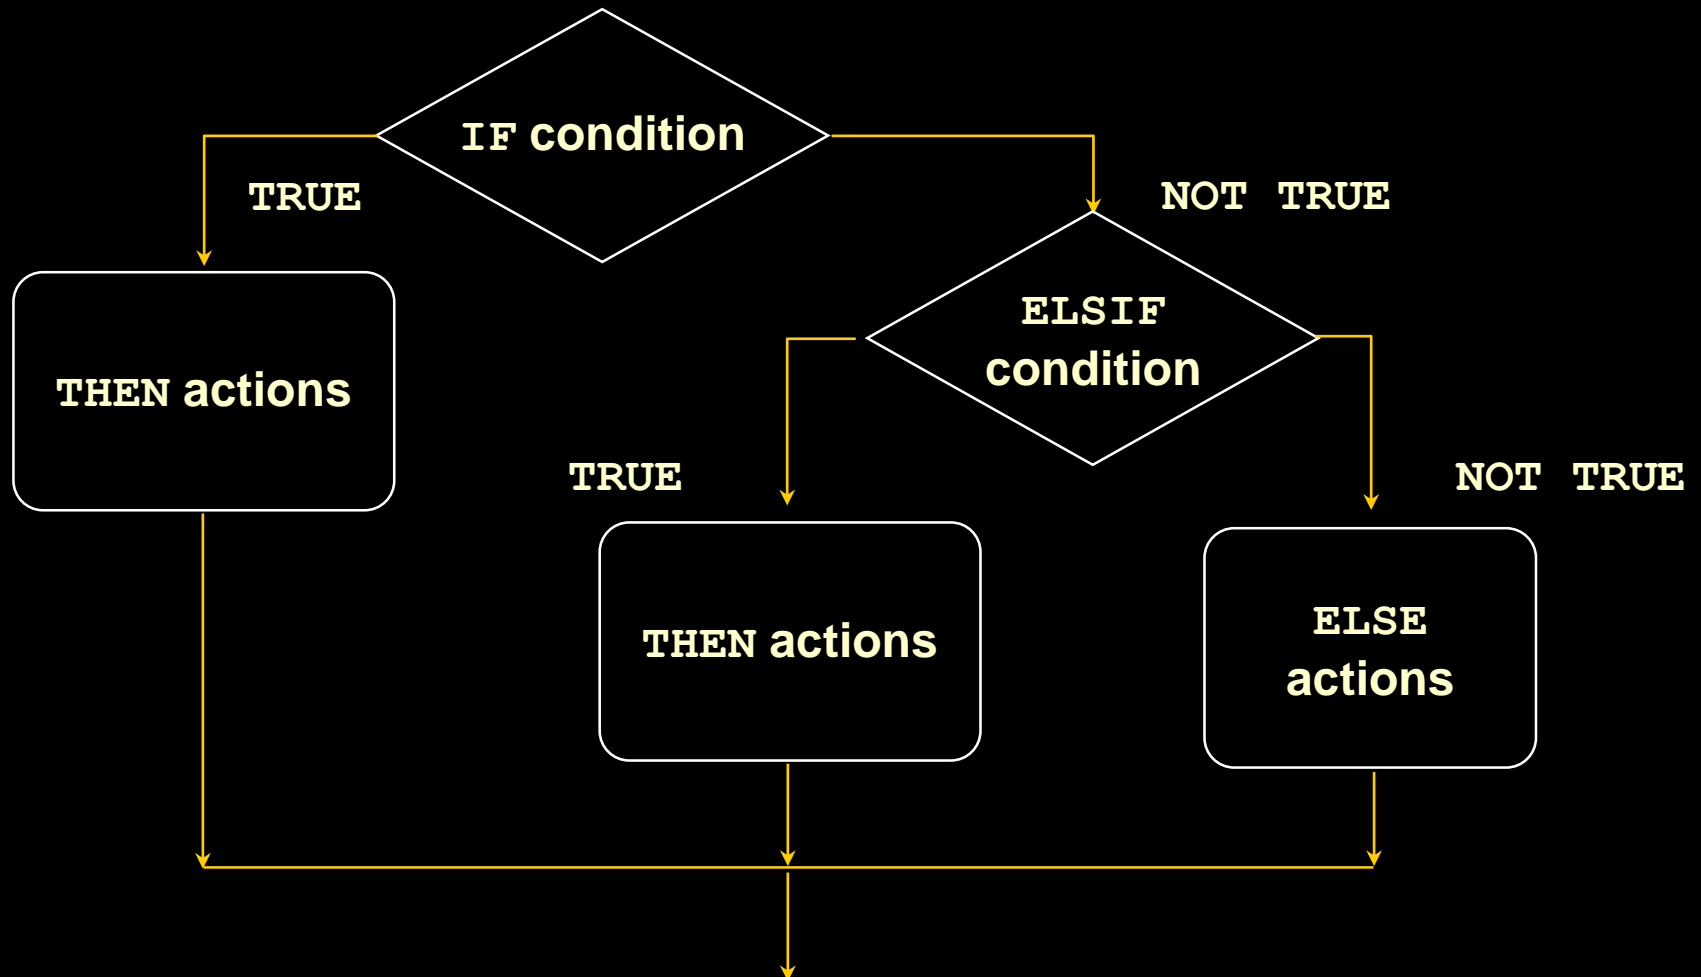 IF condition
TRUE
NOT TRUE
ELSIF
condition
THEN actions
TRUE
NOT TRUE
THEN actions
ELSE
actions